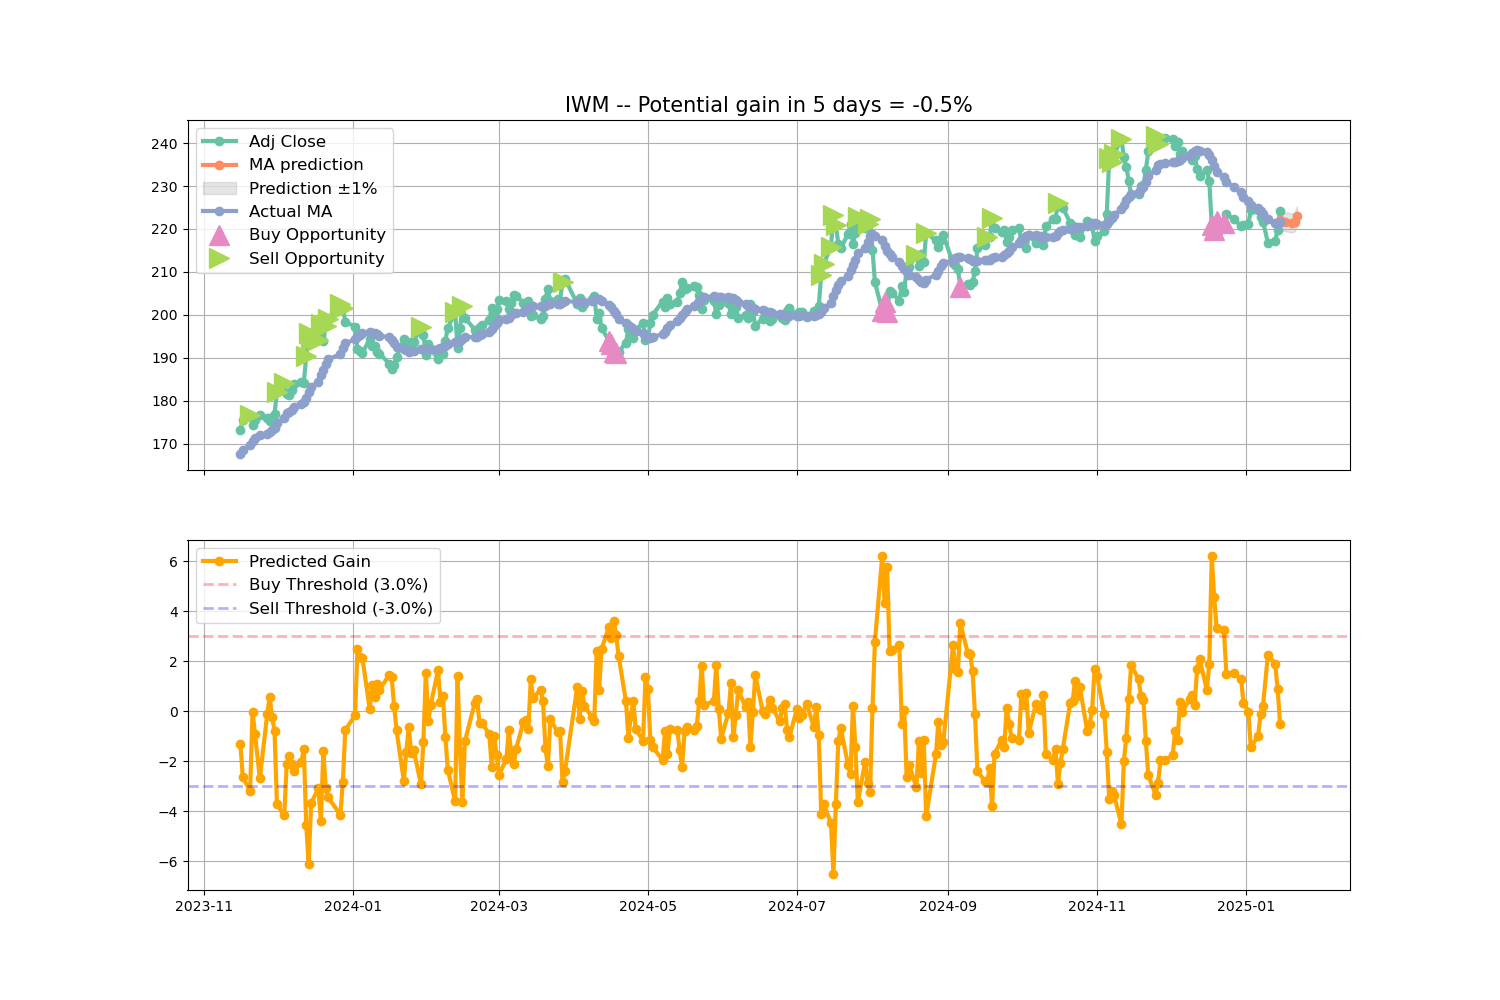 IWM -- Potential gain in 5 days = -0.5%
Adj Close
MA prediction
Prediction ±1%
Actual MA
Buy Opportunity
Sell Opportunity
240
230
220
210
200
190
180
170
Predicted Gain
Buy Threshold (3.0%)
Sell Threshold (-3.0%)
6
4
2
0
−2
−4
−6
2023-11
2024-01
2024-03
2024-05
2024-07
2024-09
2024-11
2025-01